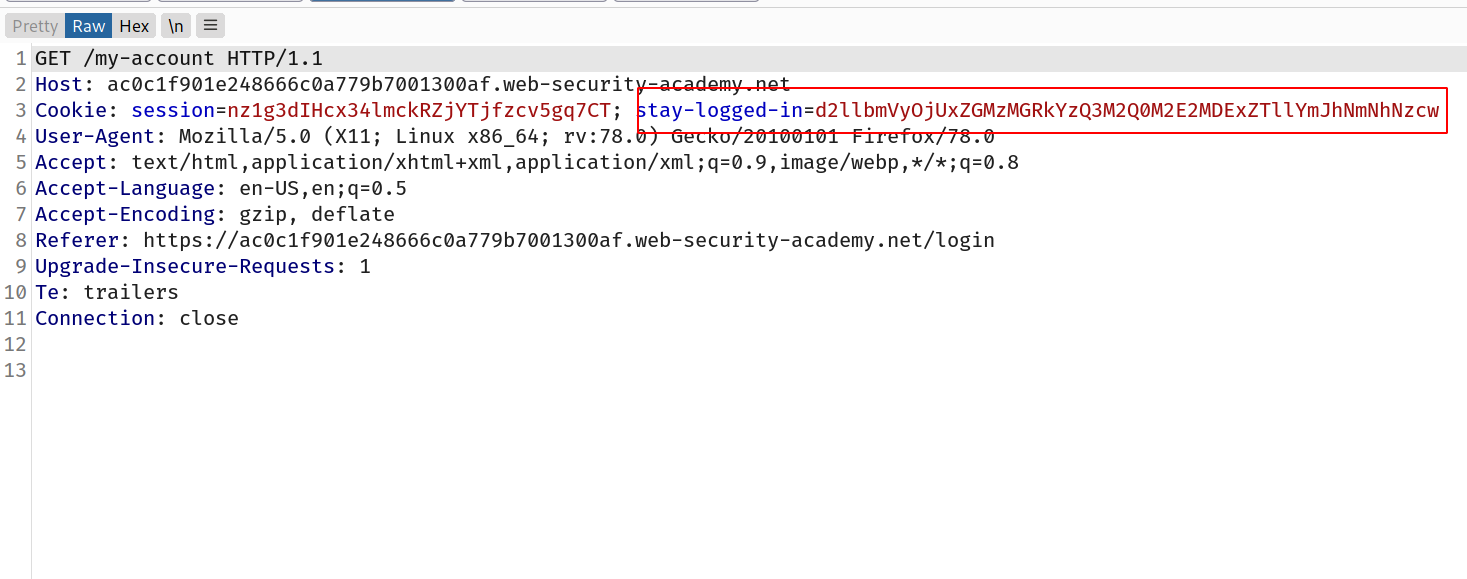 Pretty Raw Hex \n ≡
1 GET /my-account HTTP/1.1
2 Host: ac0c1f901e248666c0a779b7001300af.web-security-academy.net
3 Cookie: session=nz1g3dIHcx34lmckRZjYTjfzcv5gq7CT; stay-logged-in=d2llbmVyOjUxZGMzMGRkYzQ3M2Q0M2E2MDExZTllYmJhNmNhNzcw
4 User-Agent: Mozilla/5.0 (X11; Linux x86_64; rv:78.0) Gecko/20100101 Firefox/78.0
5 Accept: text/html,application/xhtml+xml,application/xml;q=0.9,image/webp,*/*;q=0.8
6 Accept-Language: en-US,en;q=0.5
7 Accept-Encoding: gzip, deflate
8 Referer: https://ac0c1f901e248666c0a779b7001300af.web-security-academy.net/login
9 Upgrade-Insecure-Requests: 1
10 Te: trailers
11 Connection: close
12
13